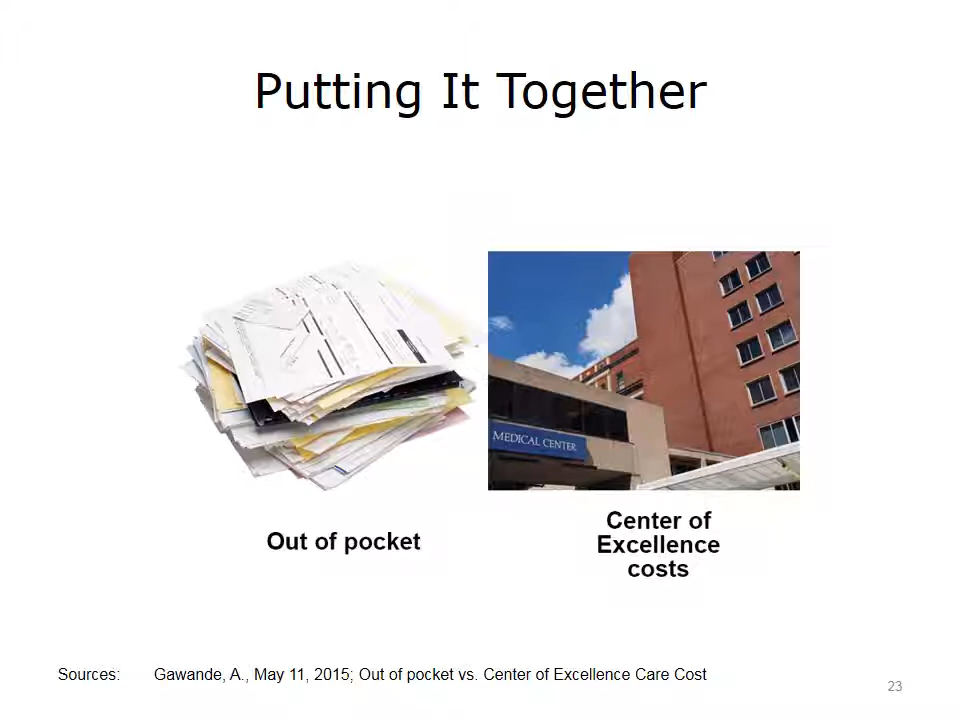 Putting It Together
MEDICAL CENTER
Out of pocket
Center of
Excellence
costs
Sources: Gawande, A., May 11, 2015; Out of pocket vs. Center of Excellence Care Cost
23